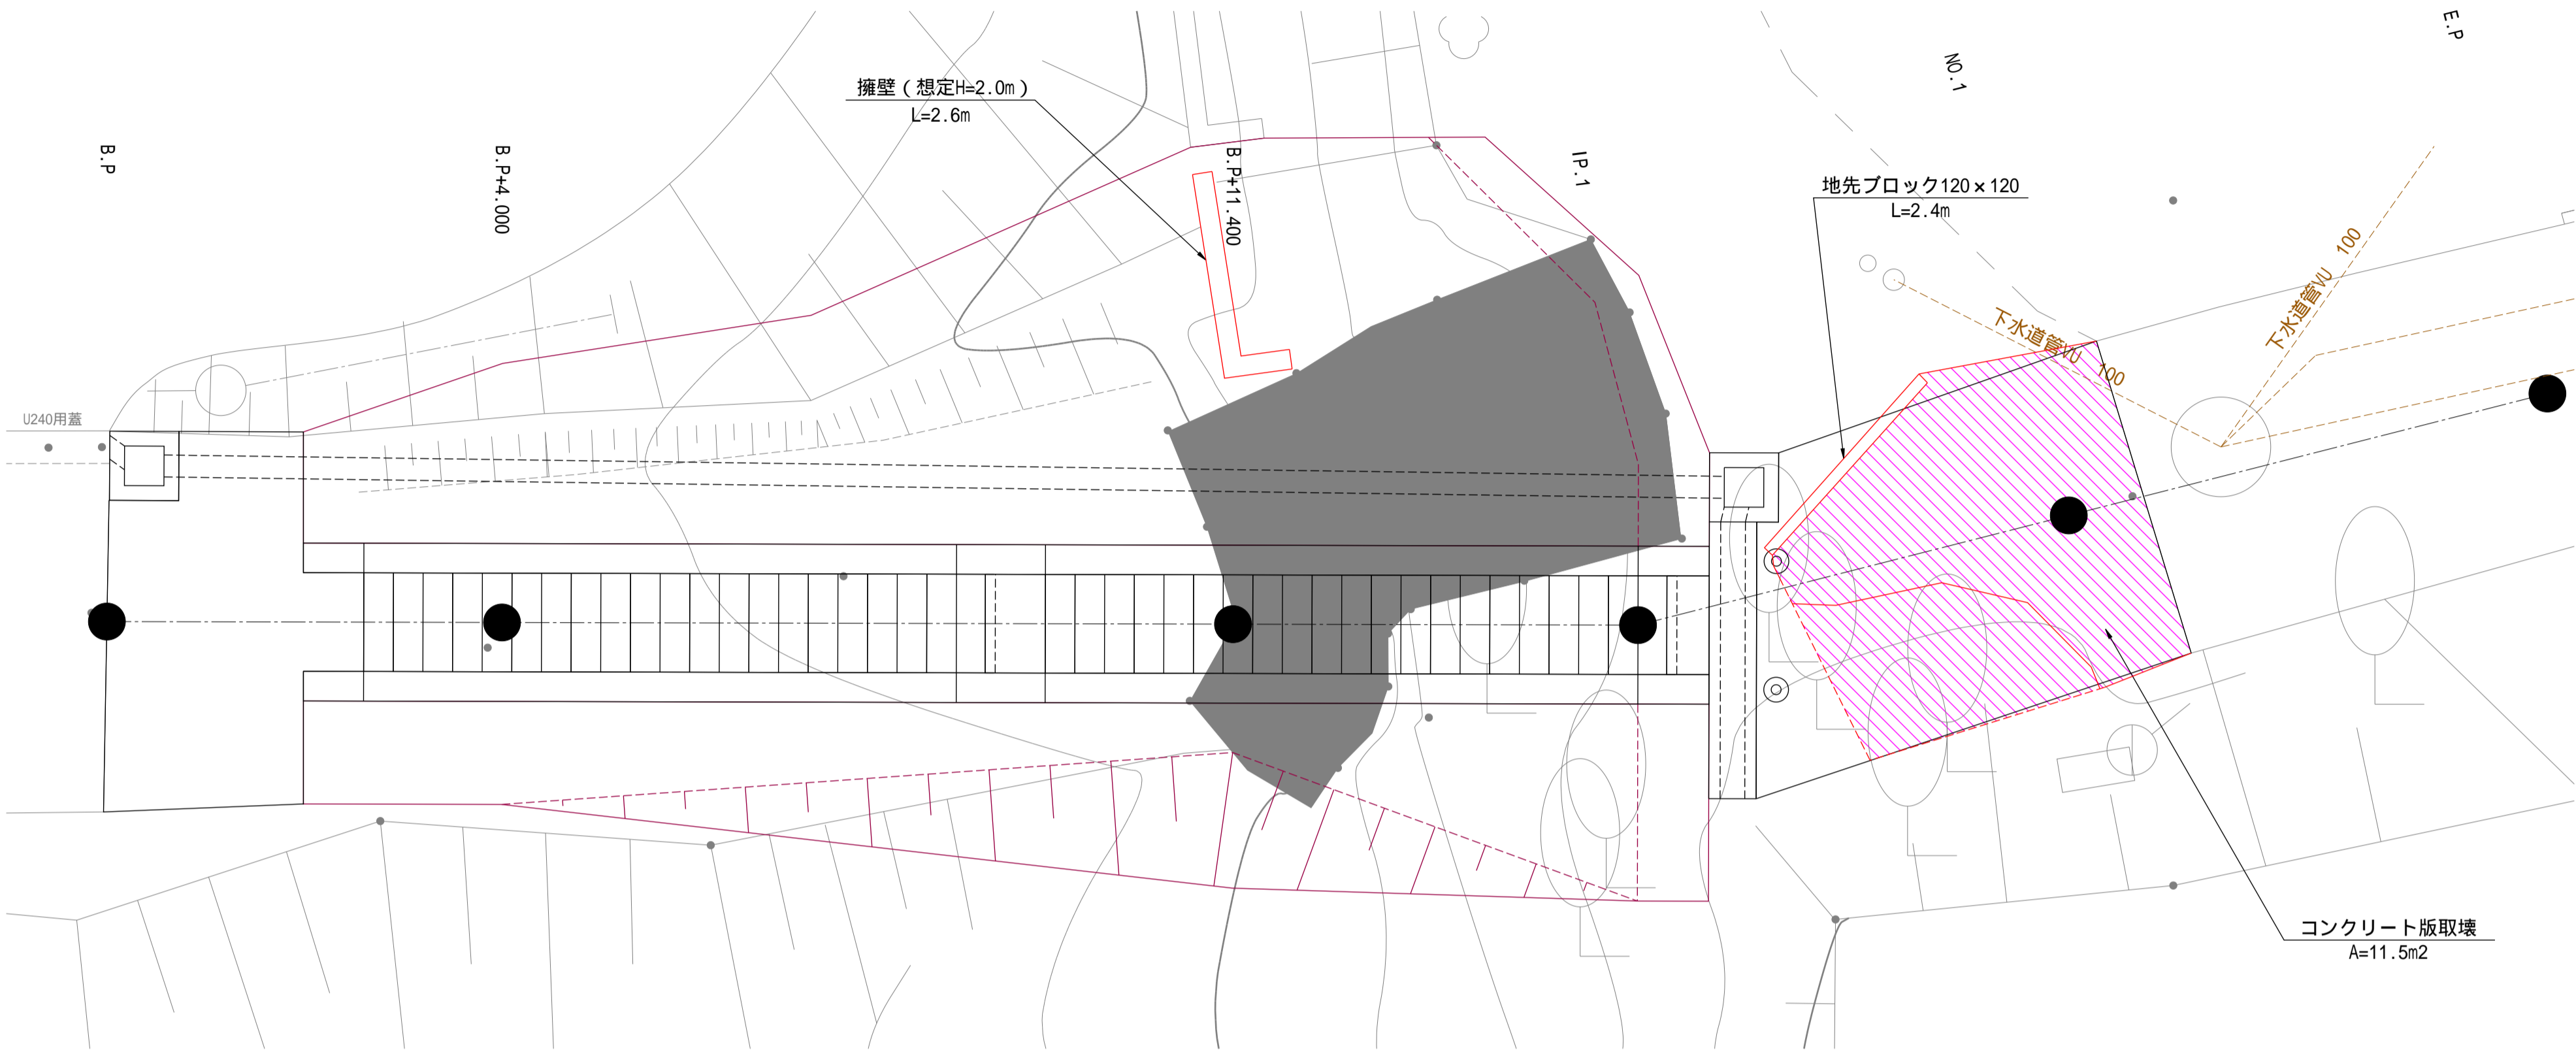 E.P
NO.1
擁壁(想定H=2.0m)
L=2.6m
B.P
B.P+4.000
B.P+11.400
IP.1
地先ブロック120×120
L=2.4m
下水道管VU 100
下水道管VU 100
U240用蓋
コンクリート版取壊
A=11.5m2